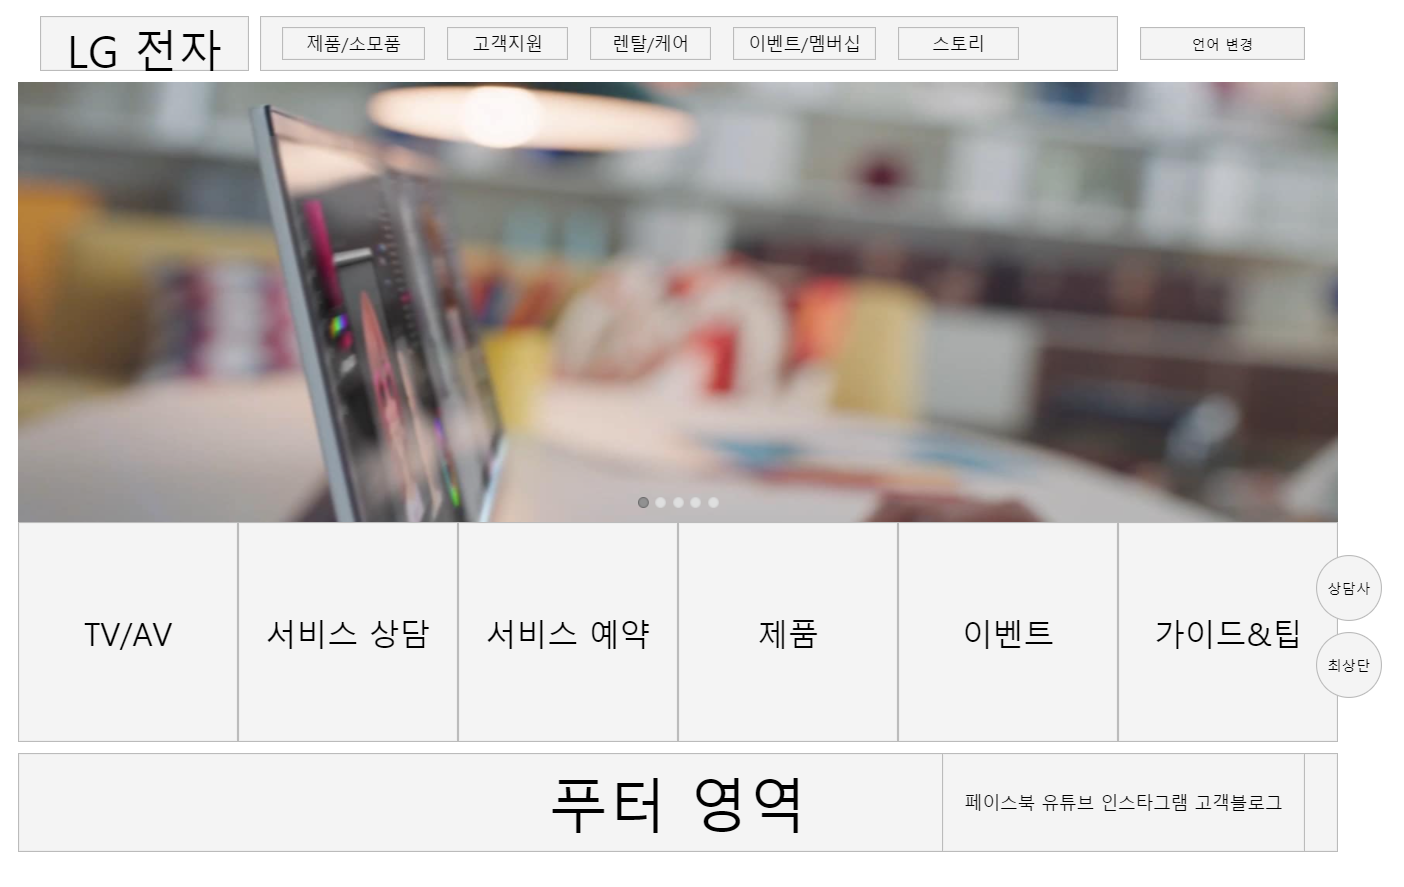 LG 전자
제품/소모품
고객지원
렌탈/케어
이벤트/멤버십
스토리
언어 변경
TV/AV
서비스 상담
서비스 예약
제품
이벤트
가이드&팁
상담사
최상단
푸터 영역
페이스북 유튜브 인스타그램 고객블로그